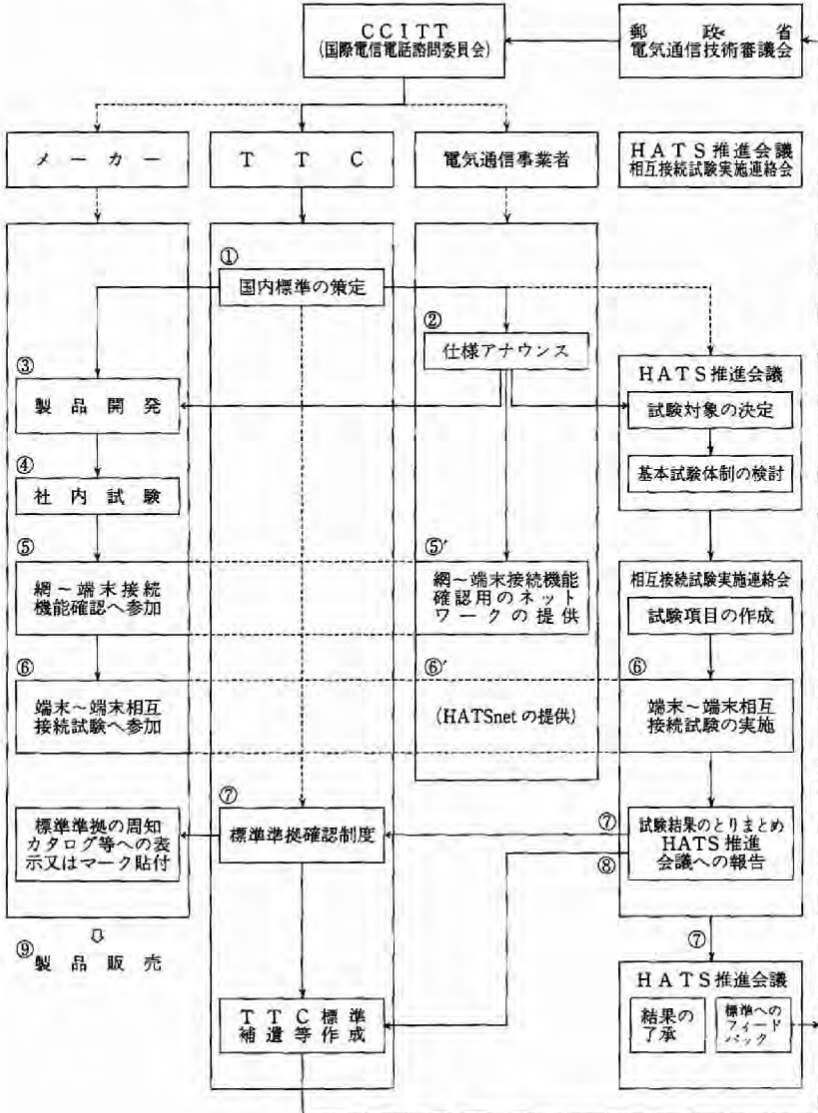 CCITT
(国際電信電話諮問委員会)
郵政省
電気通信技術審議会
メーカー
TTC
電気通信事業者
HATS推進会議
相互接続試験実施連絡会
①
国内標準の策定
②
仕様アナウンス
③
製品開発
HATS推進会議
試験対象の決定
基本試験体制の検討
④
社内試験
⑤
網～端末接続
機能確認へ参加
⑤′
網～端末接続機能
確認用のネット
ワークの提供
相互接続試験実施連絡会
試験項目の作成
⑥
端末～端末相互
接続試験へ参加
⑥′
(HATSnetの提供)
⑥
端末～端末相互
接続試験の実施
標準準拠の周知
カタログ等への表
示又はマーク貼付
⑦
標準準拠確認制度
⑦
⑧
試験結果のとりまとめ
HATS推進
会議への報告
⑨
製品販売
⑦
TTC標準
補遺等作成
HATS推進会議
結果の
了承
標準への
フィード
バック